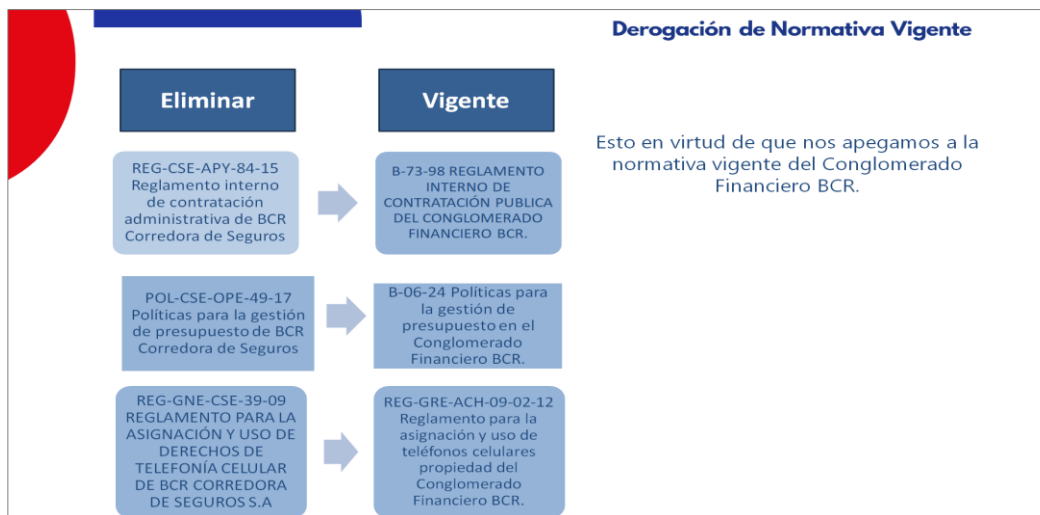 Derogación de Normativa Vigente
Eliminar
Vigente
REG-CSE-APY-84-15
Reglamento interno
de contratación
administrativa de BCR
Corredora de Seguros
B-73-98 REGLAMENTO
INTERNO DE
CONTRATACIÓN PUBLICA
DEL CONGLOMERADO
FINANCIERO BCR.
POL-CSE-OPE-49-17
Políticas para la gestión
de presupuesto de BCR
Corredora de Seguros
B-06-24 Políticas para
la gestión de
presupuesto en el
Conglomerado
Financiero BCR.
REG-GNE-CSE-39-09
REGLAMENTO PARA LA
ASIGNACIÓN Y USO DE
DERECHOS DE
TELEFONÍA CELULAR
DE BCR CORREDORA
DE SEGUROS S.A
REG-GRE-ACH-09-02-12
Reglamento para la
asignación y uso de
teléfonos celulares
propiedad del
Conglomerado
Financiero BCR.
Esto en virtud de que nos apegamos a la
normativa vigente del Conglomerado
Financiero BCR.